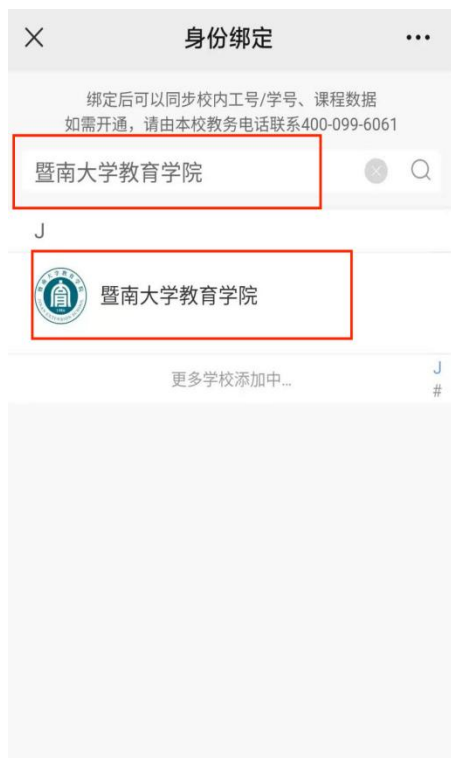 身份绑定
绑定后可以同步校内工号/学号、课程数据
如需开通，请由本校教务电话联系400-099-6061
暨南大学教育学院
J
暨南大学教育学院
更多学校添加中...
J
#